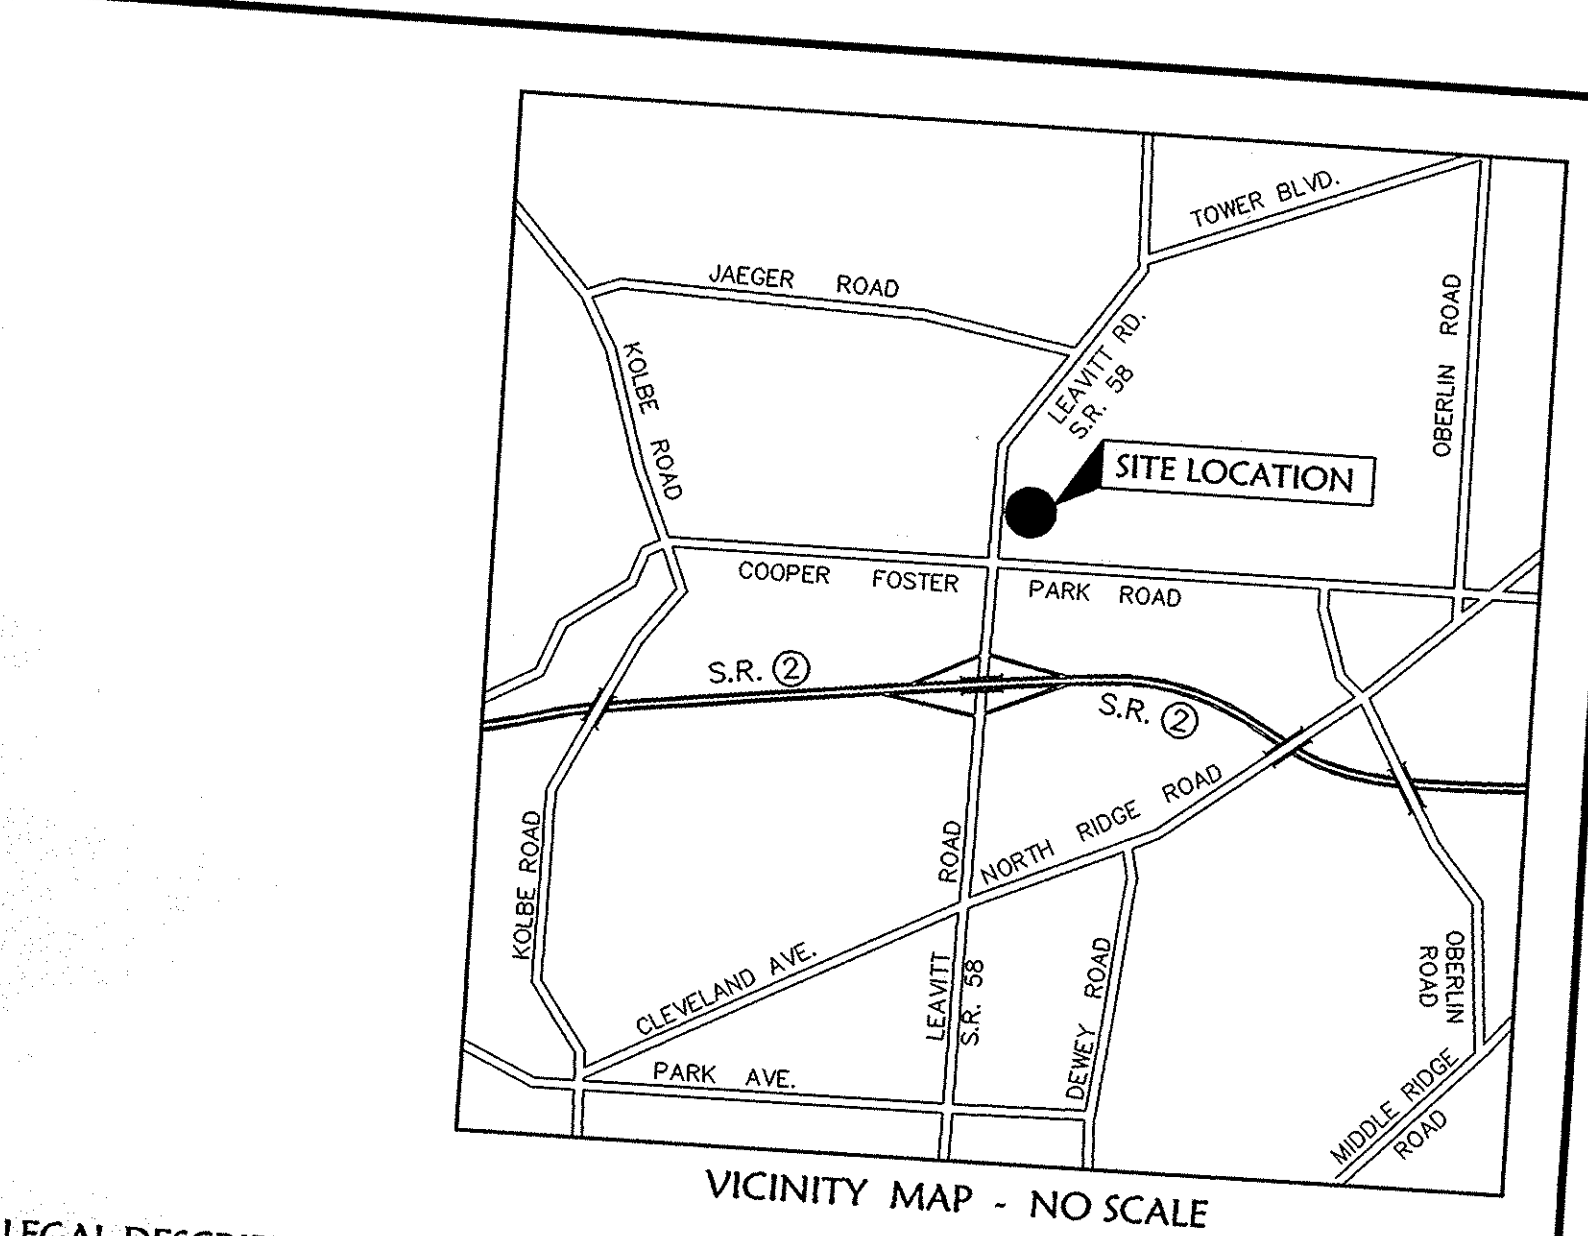 TOWER BLVD.
JAEGER ROAD
OBERLIN ROAD
LEAVITT RD.
S.R. 58
KOLBE ROAD
SITE LOCATION
COOPER FOSTER PARK ROAD
S.R. 2
S.R. 2
NORTH RIDGE ROAD
KOLBE ROAD
LEAVITT ROAD
S.R. 58
CLEVELAND AVE.
DEWEY ROAD
OBERLIN
ROAD
PARK AVE.
MIDDLE RIDGE
ROAD
VICINITY MAP - NO SCALE
LEGAL